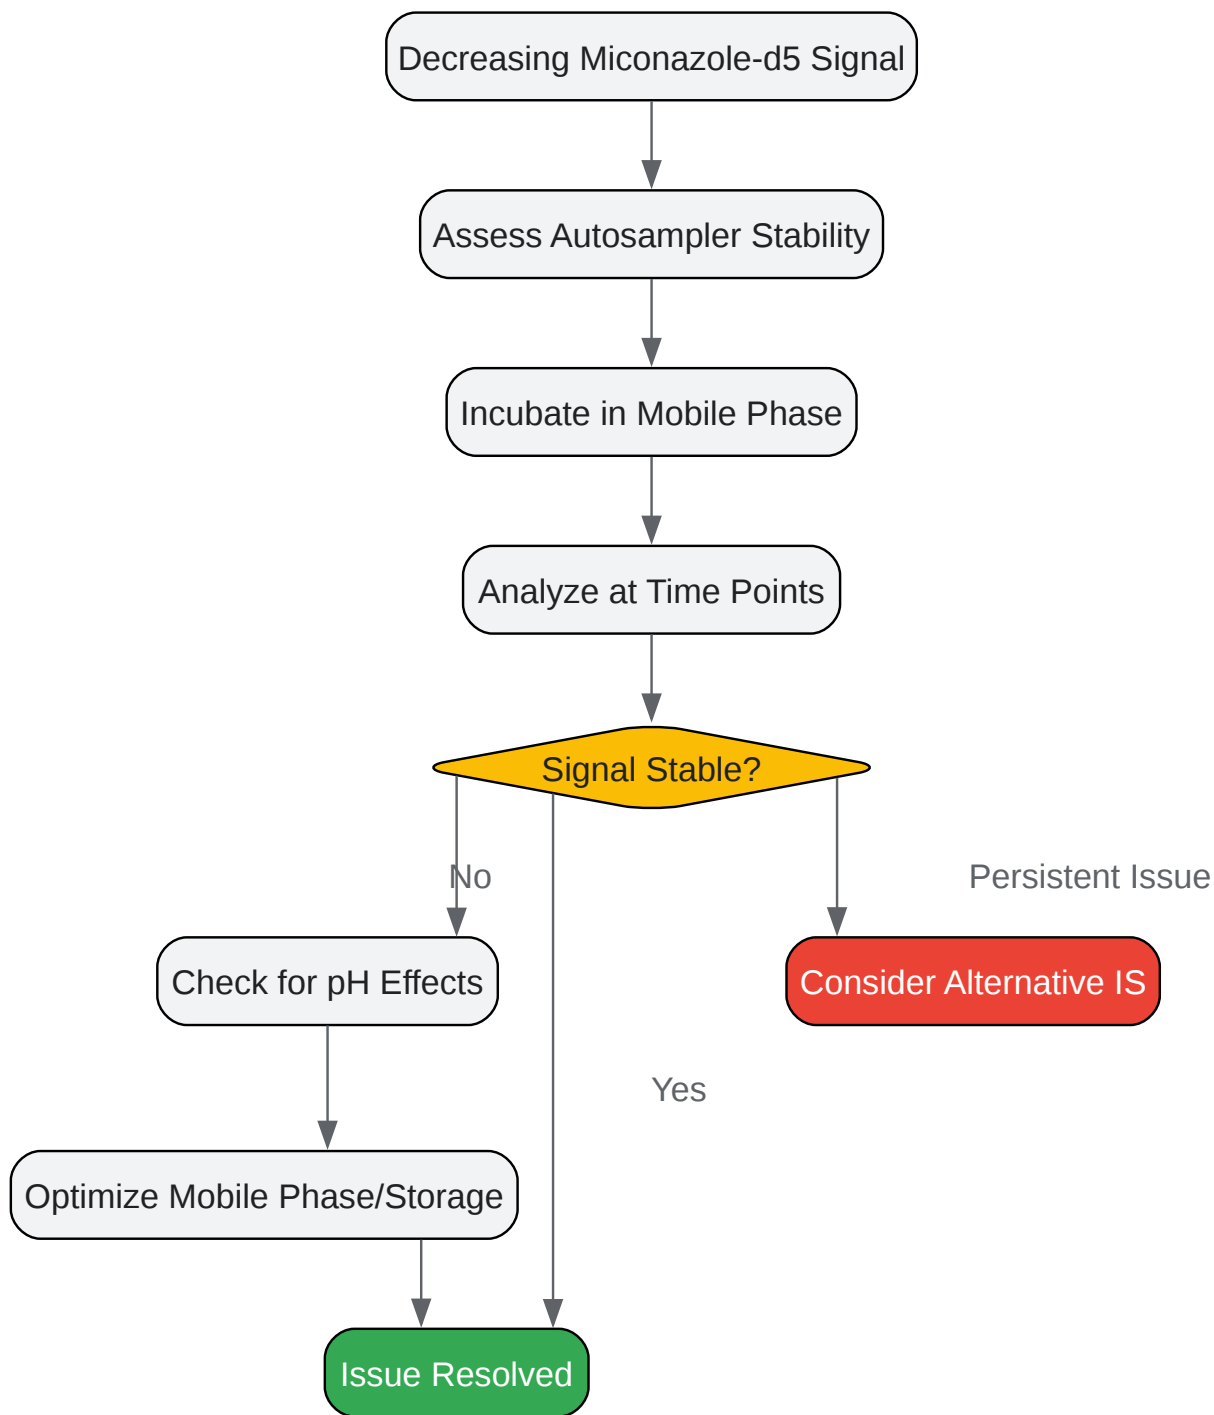 Decreasing Miconazole-d5 Signal
Assess Autosampler Stability
Incubate in Mobile Phase
Analyze at Time Points
Signal Stable?
No
Persistent Issue
Check for pH Effects
Consider Alternative IS
Yes
Optimize Mobile Phase/Storage
Issue Resolved